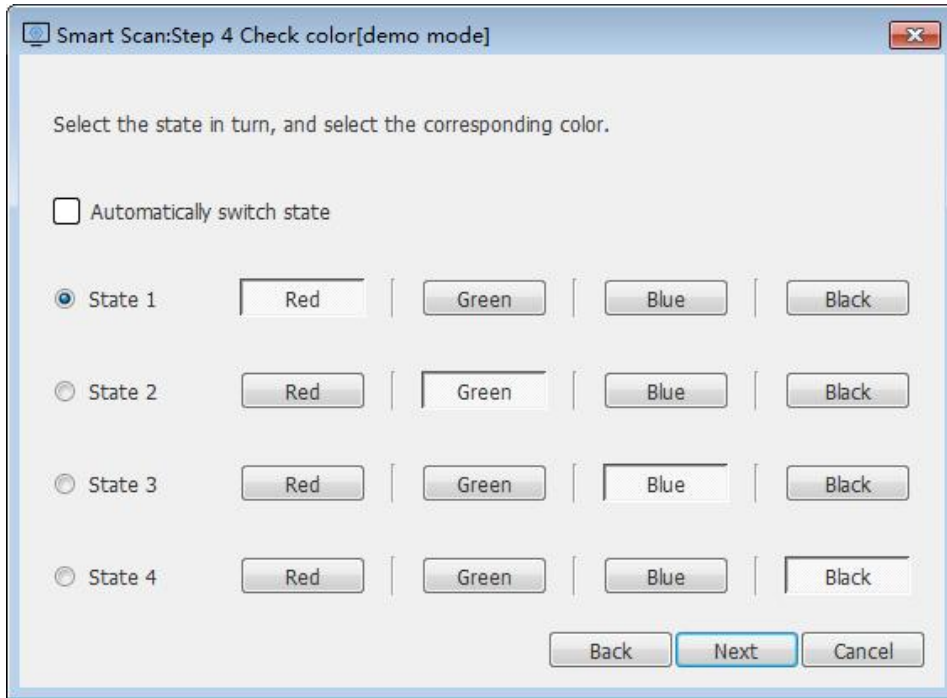 Smart Scan:Step 4 Check color[demo mode]
Select the state in turn, and select the corresponding color.
Automatically switch state
State 1 Red Green Blue Black
State 2 Red Green Blue Black
State 3 Red Green Blue Black
State 4 Red Green Blue Black
Back Next Cancel